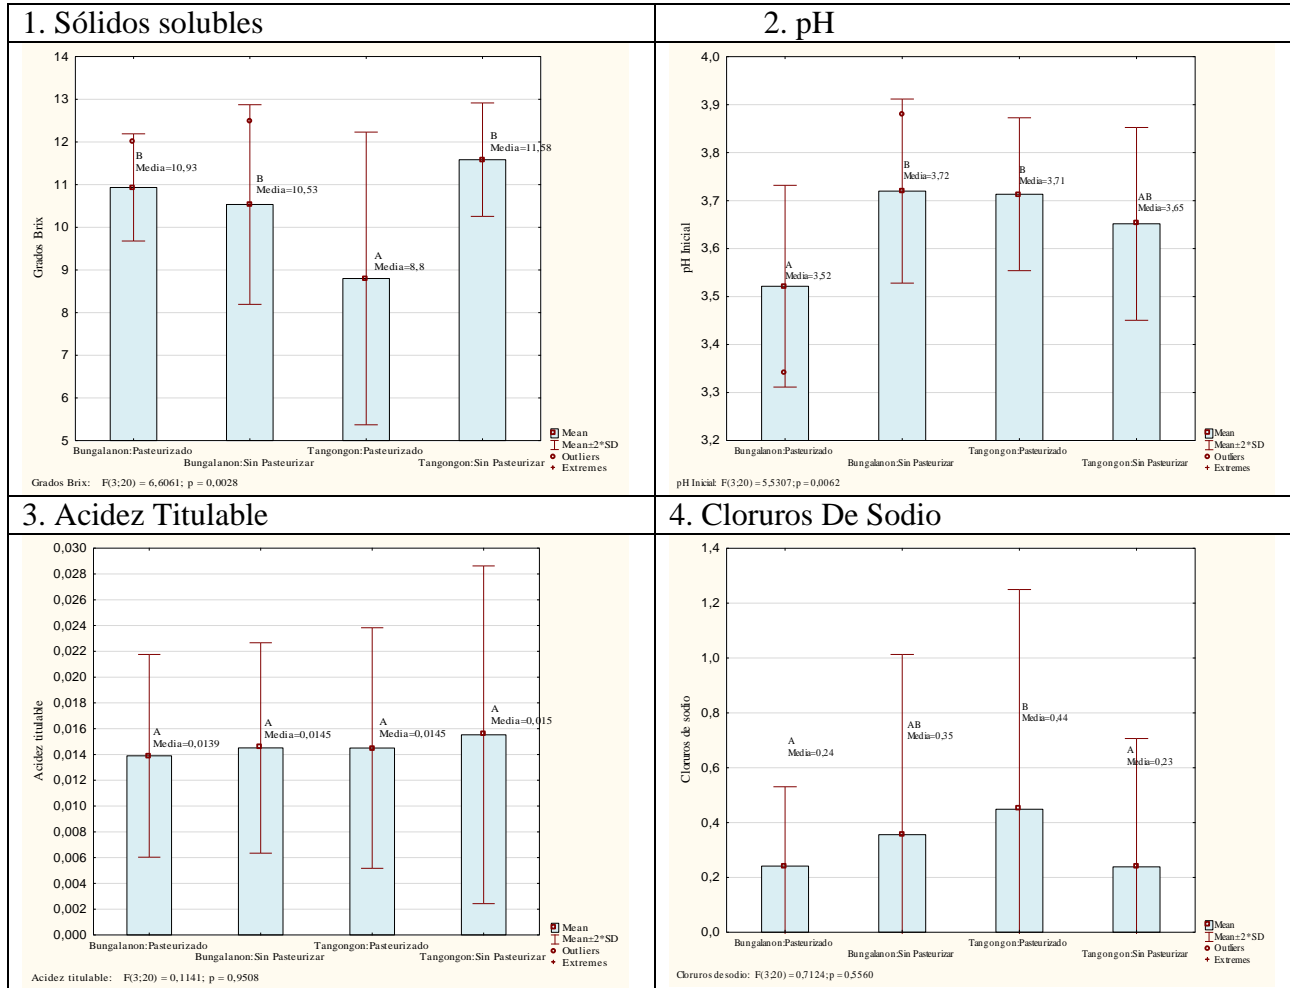 1. Sólidos solubles
2. pH
14
13
12
11
10
9
8
7
6
5
Grados Brix
B
Media=10,93
B
Media=10,53
A
Media=8,8
B
Media=11,58
Bungalanon:Pasteurizado
Bungalanon:Sin Pasteurizar
Tangongon:Pasteurizado
Tangongon:Sin Pasteurizar
Mean
Mean±2*SD
Outliers
Extremes
Grados Brix: F(3;20) = 6,6061; p = 0,0028
4,0
3,9
3,8
3,7
3,6
3,5
3,4
3,3
3,2
pH Inicial
A
Media=3,52
B
Media=3,72
B
Media=3,71
AB
Media=3,65
Bungalanon:Pasteurizado
Bungalanon:Sin Pasteurizar
Tangongon:Pasteurizado
Tangongon:Sin Pasteurizar
Mean
Mean±2*SD
Outliers
Extremes
pH Inicial: F(3;20) = 5,5307; p = 0,0062
3. Acidez Titulable
4. Cloruros De Sodio
0,030
0,028
0,026
0,024
0,022
0,020
0,018
0,016
0,014
0,012
0,010
0,008
0,006
0,004
0,002
0,000
Acidez titulable
A
Media=0,0139
A
Media=0,0145
A
Media=0,0145
A
Media=0,015
Bungalanon:Pasteurizado
Bungalanon:Sin Pasteurizar
Tangongon:Pasteurizado
Tangongon:Sin Pasteurizar
Mean
Mean±2*SD
Outliers
Extremes
Acidez titulable: F(3;20) = 0,1141; p = 0,9508
1,4
1,2
1,0
0,8
0,6
0,4
0,2
0,0
Cloruros de sodio
A
Media=0,24
AB
Media=0,35
B
Media=0,44
A
Media=0,23
Bungalanon:Pasteurizado
Bungalanon:Sin Pasteurizar
Tangongon:Pasteurizado
Tangongon:Sin Pasteurizar
Mean
Mean±2*SD
Outliers
Extremes
Cloruros de sodio: F(3;20) = 0,7124; p = 0,5560